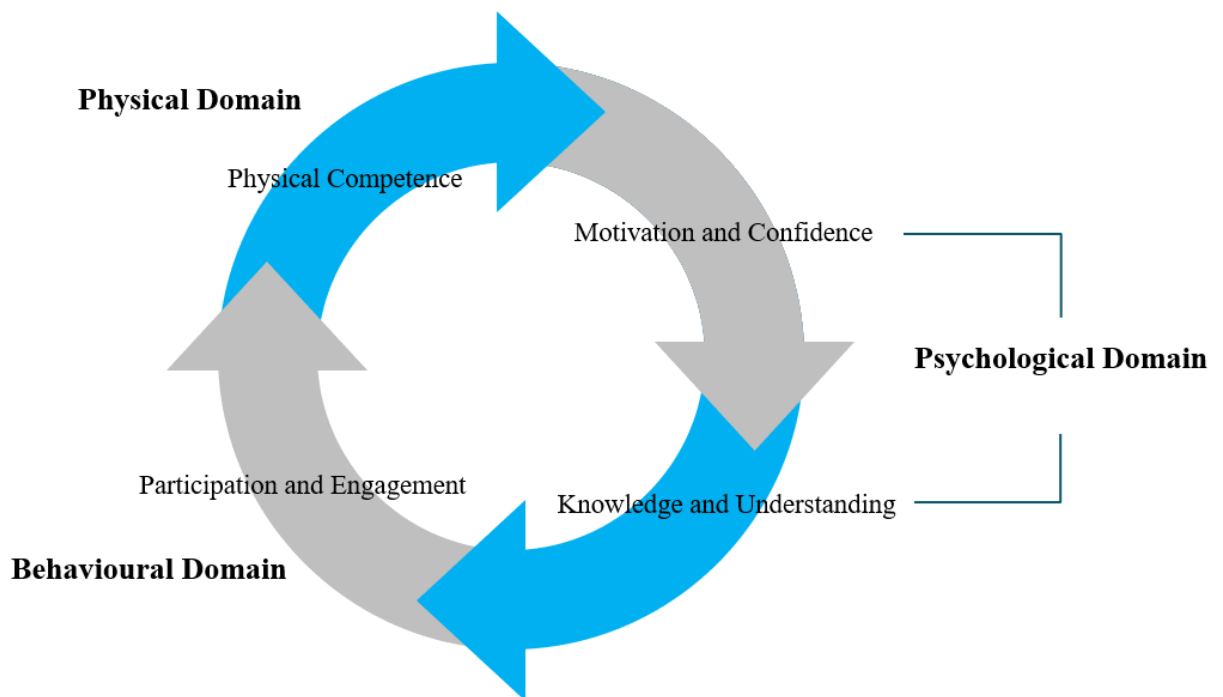 Physical Domain
Physical Competence
Motivation and Confidence
Psychological Domain
Participation and Engagement
Knowledge and Understanding
Behavioural Domain